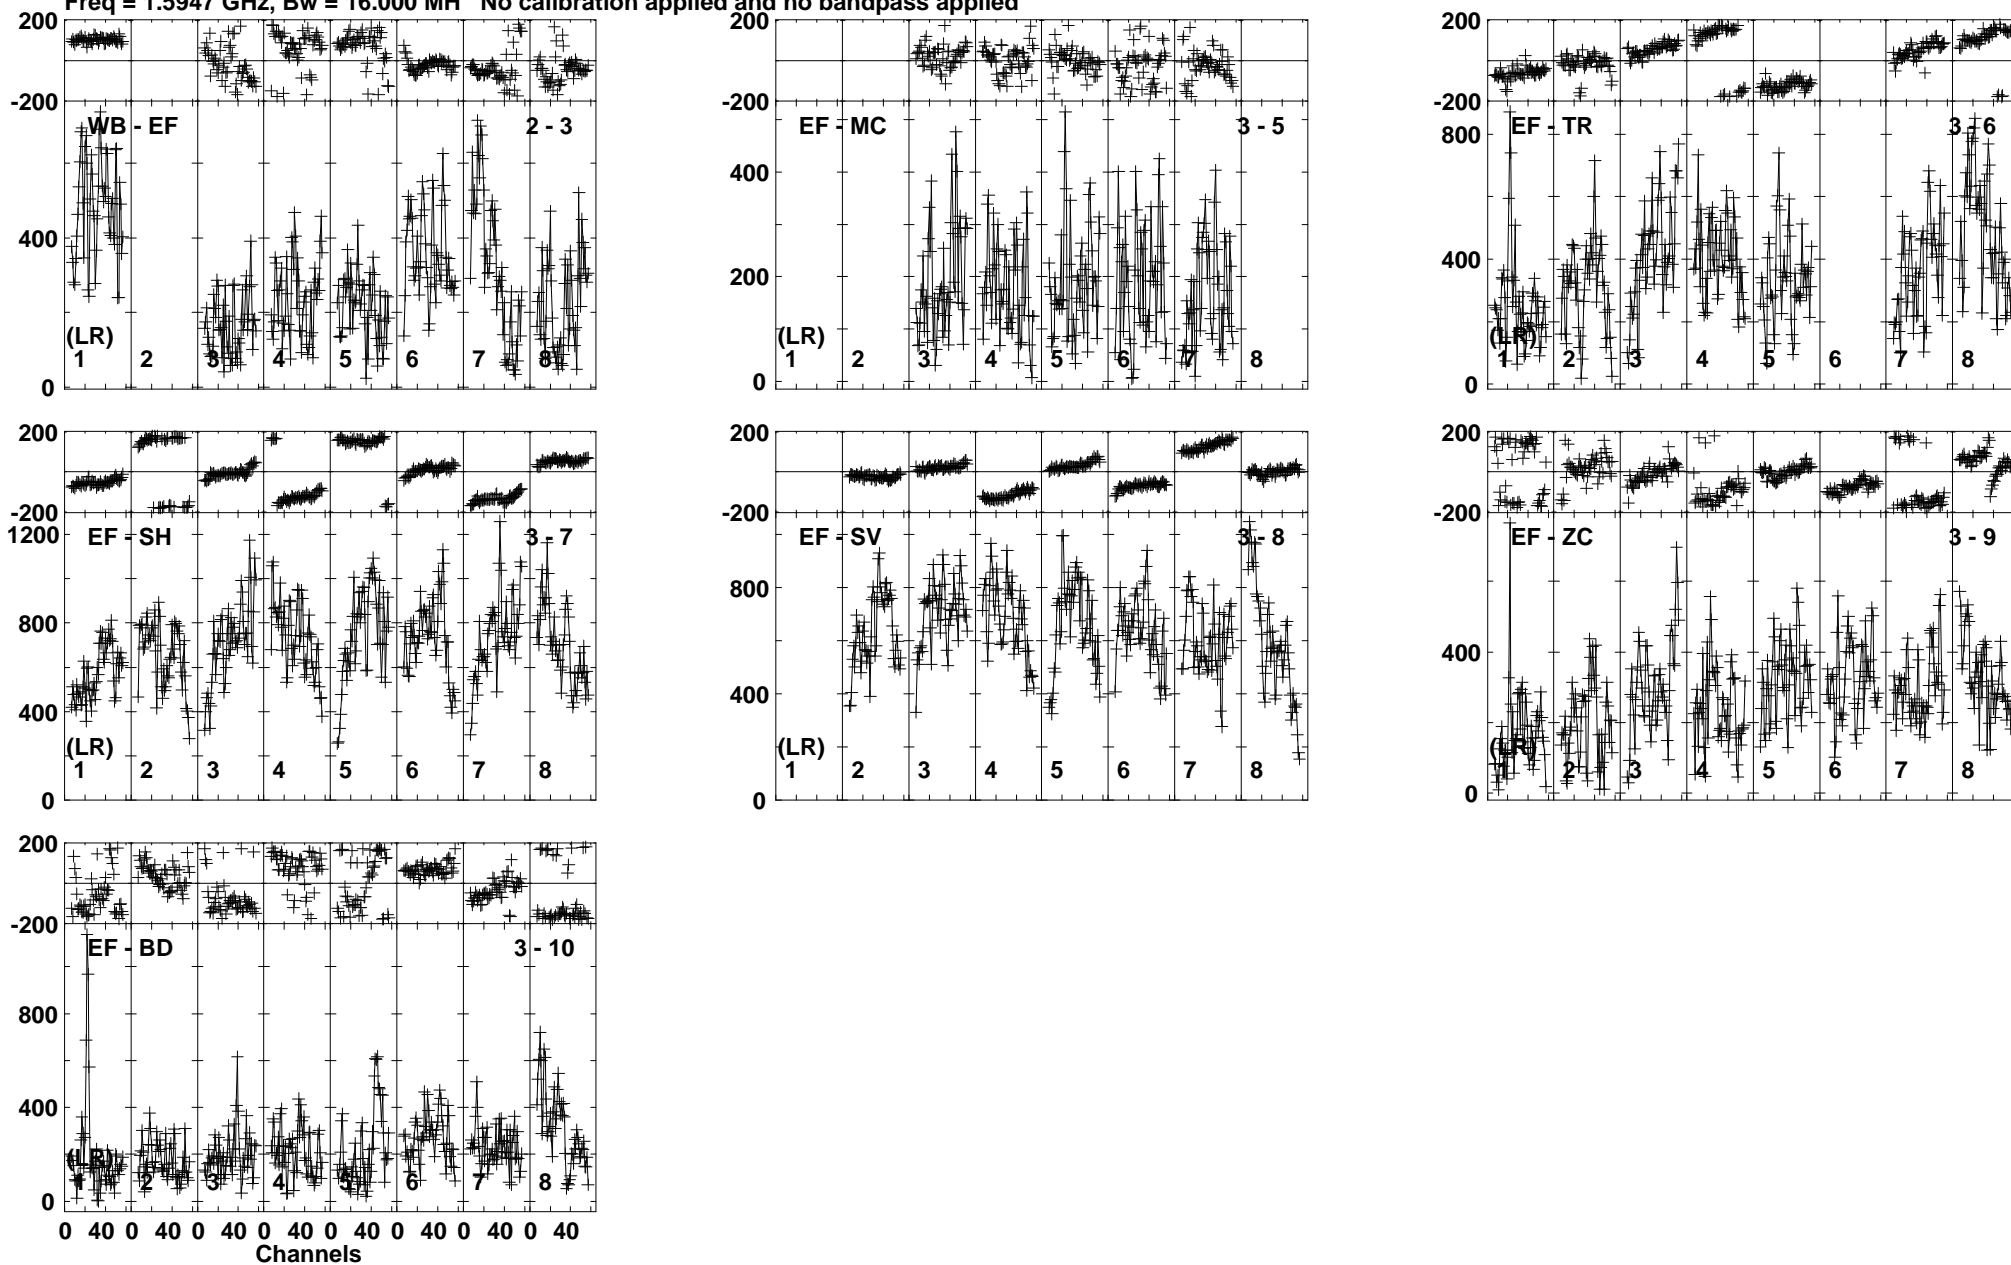 Freq = 1.5947 GHz, Bw = 16.000 MH No calibration applied and no bandpass applied
200
-200
WB - EF 2 - 3
400
(LR)
1 2 3 4 5 6 7 8
0
200
-200
EF - MC 3 - 5
400
200
(LR)
1 2 3 4 5 6 7 8
0
200
-200
800
EF - TR 3 - 6
400
(LR)
1 2 3 4 5 6 7 8
0
200
-200
1200
EF - SH 3 - 7
800
400
(LR)
1 2 3 4 5 6 7 8
0
200
-200
EF - SV 3 - 8
800
400
(LR)
1 2 3 4 5 6 7 8
0
200
-200
EF - ZC 3 - 9
400
(LR)
1 2 3 4 5 6 7 8
0
200
-200
EF - BD 3 - 10
800
400
(LR)
1 2 3 4 5 6 7 8
0
0 40 0 40 0 40 0 40 0 40 0 40 0 40 0 40
Channels